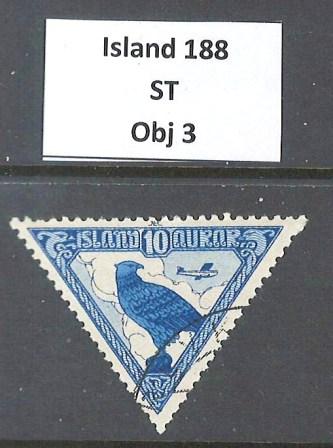 Island 188
ST
Obj 3
ISLAND 10 AURAR